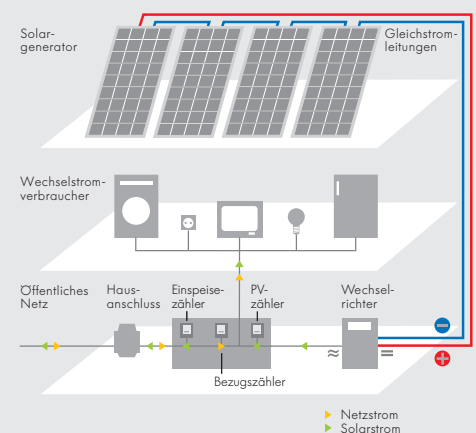 Solar-
generator
Gleichstrom-
leitungen
Wechselstrom-
verbraucher
Öffentliches
Netz
Haus-
anschluss
Einspeise-
zähler
PV-
zähler
Wechsel-
richter
Bezugszähler
Netzstrom
Solarstrom